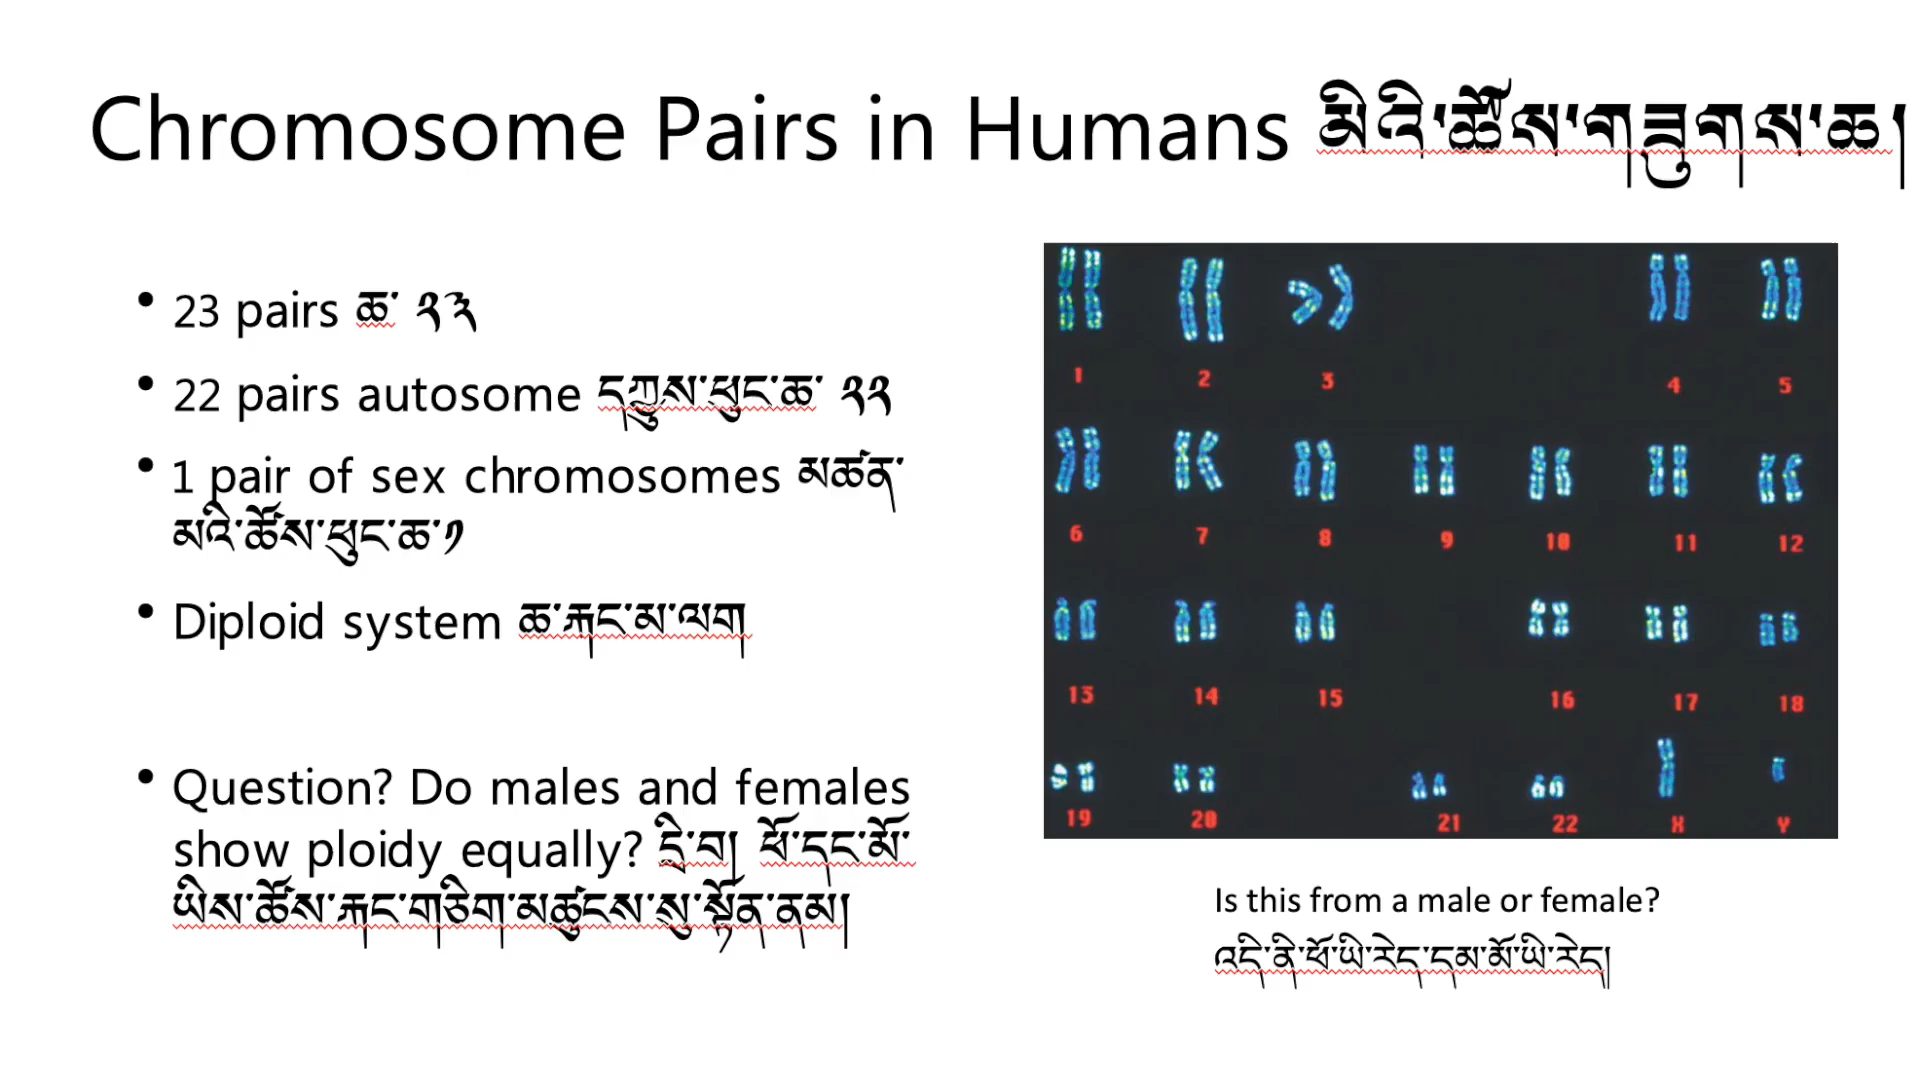 Chromosome Pairs in Humans མིའི་ཚོས་གཟུགས་ཆ།
• 23 pairs ཆ་ ༢༣
• 22 pairs autosome དཀྱུས་ཕུང་ཆ་ ༢༢
• 1 pair of sex chromosomes མཚན་
མའི་ཚོས་ཕུང་ཆ་༡
• Diploid system ཆ་རྐང་མ་ལག
• Question? Do males and females
show ploidy equally? དྲི་བ། ཕོ་དང་མོ་
ཡིས་ཚོས་རྐང་གཅིག་མཚུངས་སུ་སྟོན་ནམ།
1 2 3 4 5
6 7 8 9 10 11 12
13 14 15 16 17 18
19 20 21 22 X Y
Is this from a male or female?
འདི་ནི་ཕོ་ཡི་རེད་དམ་མོ་ཡི་རེད།